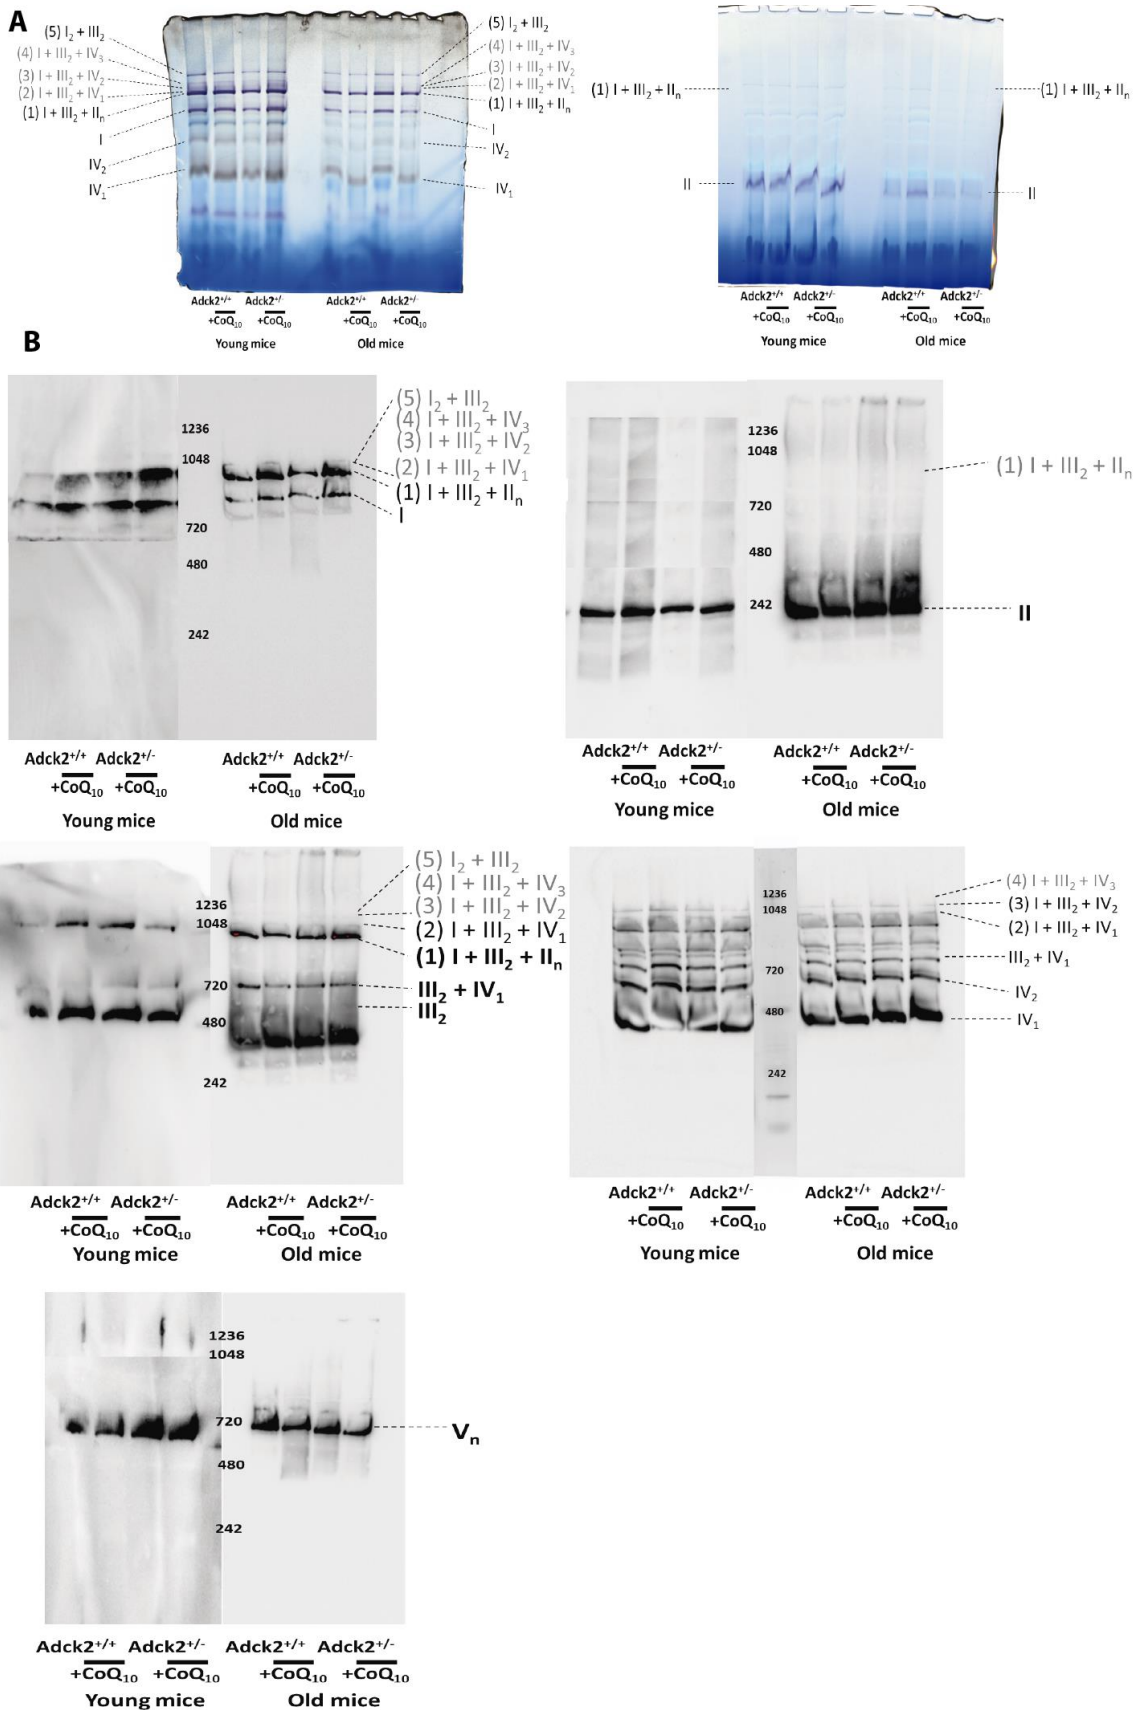 A
(5) I₂ + III₂
(4) I + III₂ + IV₃
(3) I + III₂ + IV₂
(2) I + III₂ + IV₁
(1) I + III₂ + IIₙ
I
IV₂
IV₁
(5) I₂ + III₂
(4) I + III₂ + IV₃
(3) I + III₂ + IV₂
(2) I + III₂ + IV₁
(1) I + III₂ + IIₙ
I
IV₂
IV₁
Adck2⁺/⁺ Adck2⁺/⁻ Adck2⁺/⁺ Adck2⁺/⁻
+CoQ₁₀ +CoQ₁₀ +CoQ₁₀ +CoQ₁₀
Young mice Old mice
(1) I + III₂ + IIₙ
(1) I + III₂ + IIₙ
II
II
Adck2⁺/⁺ Adck2⁺/⁻ Adck2⁺/⁺ Adck2⁺/⁻
+CoQ₁₀ +CoQ₁₀ +CoQ₁₀ +CoQ₁₀
Young mice Old mice
B
1236
1048
720
480
242
(5) I₂ + III₂
(4) I + III₂ + IV₃
(3) I + III₂ + IV₂
(2) I + III₂ + IV₁
(1) I + III₂ + IIₙ
I
Adck2⁺/⁺ Adck2⁺/⁻ Adck2⁺/⁺ Adck2⁺/⁻
+CoQ₁₀ +CoQ₁₀ +CoQ₁₀ +CoQ₁₀
Young mice Old mice
1236
1048
720
480
242
(1) I + III₂ + IIₙ
II
Adck2⁺/⁺ Adck2⁺/⁻ Adck2⁺/⁺ Adck2⁺/⁻
+CoQ₁₀ +CoQ₁₀ +CoQ₁₀ +CoQ₁₀
Young mice Old mice
1236
1048
720
480
242
(5) I₂ + III₂
(4) I + III₂ + IV₃
(3) I + III₂ + IV₂
(2) I + III₂ + IV₁
(1) I + III₂ + IIₙ
III₂ + IV₁
III₂
Adck2⁺/⁺ Adck2⁺/⁻ Adck2⁺/⁺ Adck2⁺/⁻
+CoQ₁₀ +CoQ₁₀ +CoQ₁₀ +CoQ₁₀
Young mice Old mice
1236
1048
720
480
242
(4) I + III₂ + IV₃
(3) I + III₂ + IV₂
(2) I + III₂ + IV₁
III₂ + IV₁
IV₂
IV₁
Adck2⁺/⁺ Adck2⁺/⁻ Adck2⁺/⁺ Adck2⁺/⁻
+CoQ₁₀ +CoQ₁₀ +CoQ₁₀ +CoQ₁₀
Young mice Old mice
1236
1048
720
480
242
Vₙ
Adck2⁺/⁺ Adck2⁺/⁻ Adck2⁺/⁺ Adck2⁺/⁻
+CoQ₁₀ +CoQ₁₀ +CoQ₁₀ +CoQ₁₀
Young mice Old mice